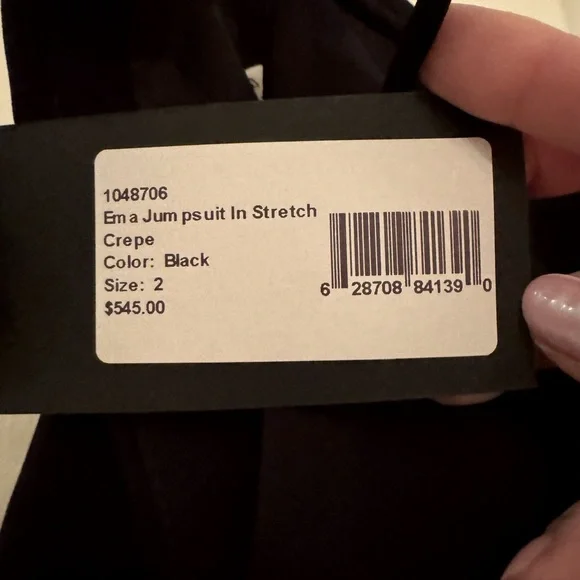 1048706
Ema Jumpsuit In Stretch
Crepe
Color: Black
Size: 2
$545.00
6 28708 84139 0